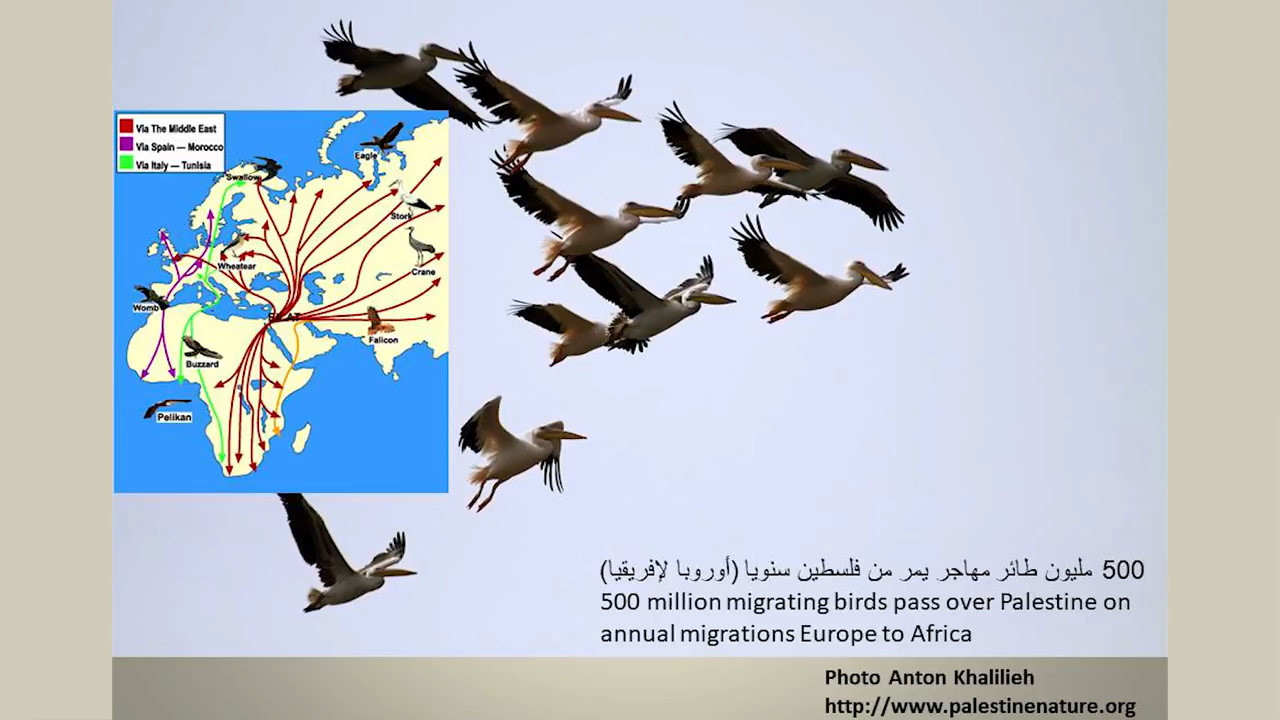 Via The Middle East
Via Spain — Morocco
Via Italy — Tunisia
Eagle
Swallow
Stork
Wheatear
Crane
Womb
Falicon
Buzzard
Pelikan
500 مليون طائر مهاجر يمر من فلسطين سنويا (أوروبا لإفريقيا)
500 million migrating birds pass over Palestine on
annual migrations Europe to Africa
Photo Anton Khalilieh
http://www.palestinenature.org